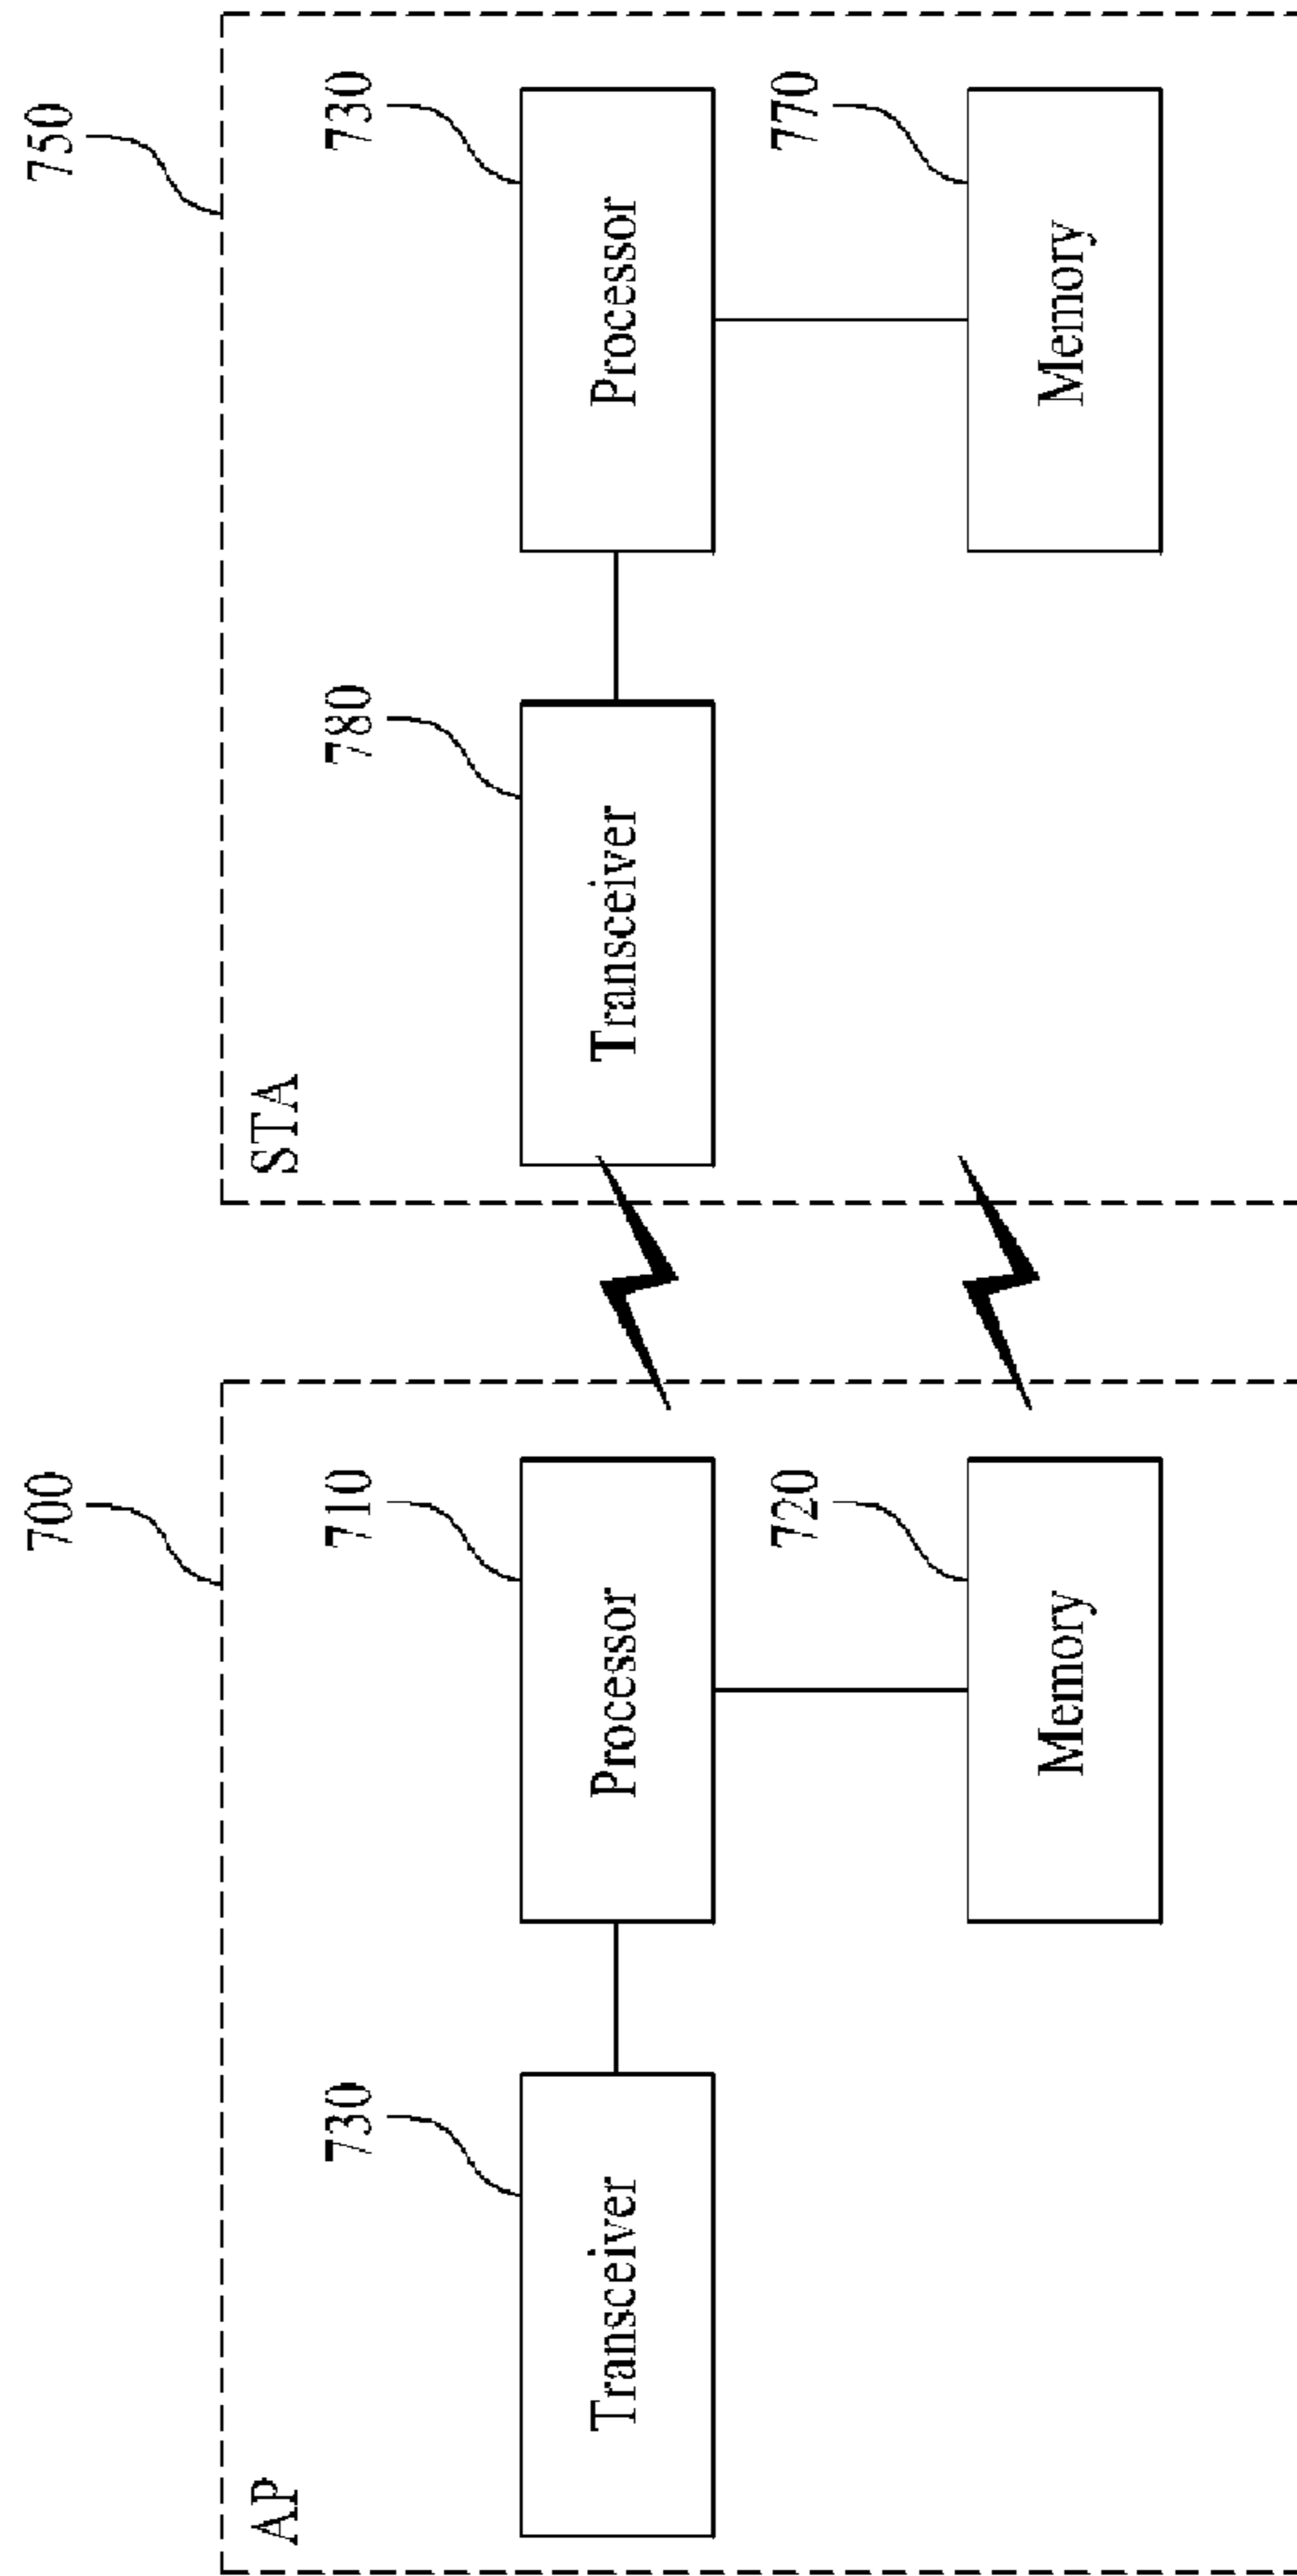 700
AP
730
Transceiver
710
Processor
720
Memory
750
STA
780
Transceiver
730
Processor
770
Memory